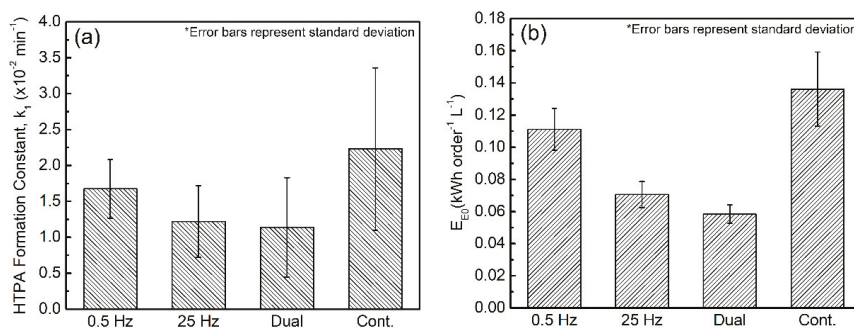 (a)
*Error bars represent standard deviation
HTPA Formation Constant, k₁ (x10⁻² min⁻¹)
4.0
3.5
3.0
2.5
2.0
1.5
1.0
0.5
0.0
0.5 Hz 25 Hz Dual Cont.
(b)
*Error bars represent standard deviation
E_E0(kWh order⁻¹ L⁻¹)
0.18
0.16
0.14
0.12
0.10
0.08
0.06
0.04
0.02
0.00
0.5 Hz 25 Hz Dual Cont.